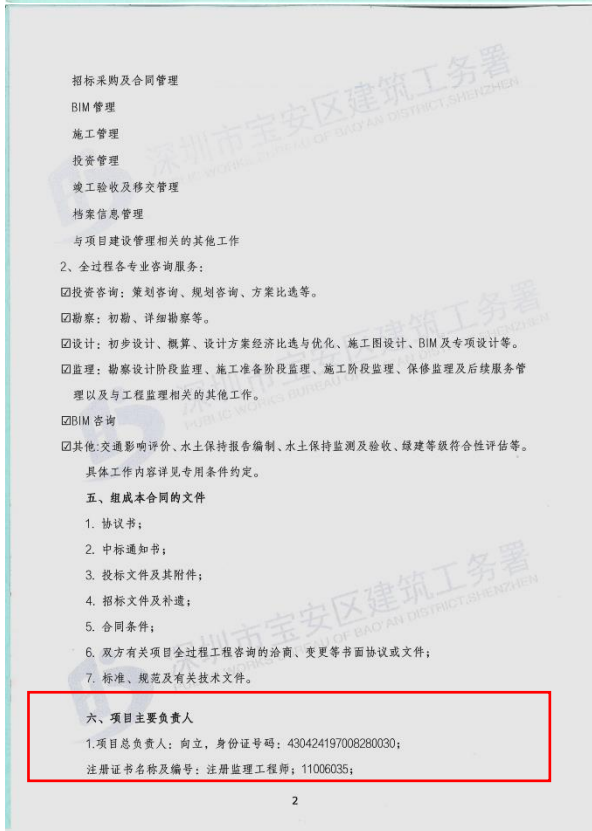 招标采购及合同管理
BIM 管理
施工管理
投资管理
竣工验收及移交管理
档案信息管理
与项目建设管理相关的其他工作
2、全过程各专业咨询服务：
☑投资咨询：策划咨询、规划咨询、方案比选等。
☑勘察：初勘、详细勘察等。
☑设计：初步设计、概算、设计方案经济比选与优化、施工图设计、BIM 及专项设计等。
☑监理：勘察设计阶段监理、施工准备阶段监理、施工阶段监理、保修监理及后续服务管
理以及与工程监理相关的其他工作。
☑BIM 咨询
☑其他:交通影响评价、水土保持报告编制、水土保持监测及验收、绿建等级符合性评估等。
具体工作内容详见专用条件约定。
五、组成本合同的文件
1. 协议书；
2. 中标通知书；
3. 投标文件及其附件；
4. 招标文件及补遗；
5. 合同条件；
6. 双方有关项目全过程工程咨询的洽商、变更等书面协议或文件；
7. 标准、规范及有关技术文件。
六、项目主要负责人
1.项目总负责人：向立，身份证号码：430424197008280030；
注册证书名称及编号：注册监理工程师；11006035；
2
深圳市宝安区建筑工务署
PUBLIC WORKS BUREAU OF BAO'AN DISTRICT,SHENZHEN